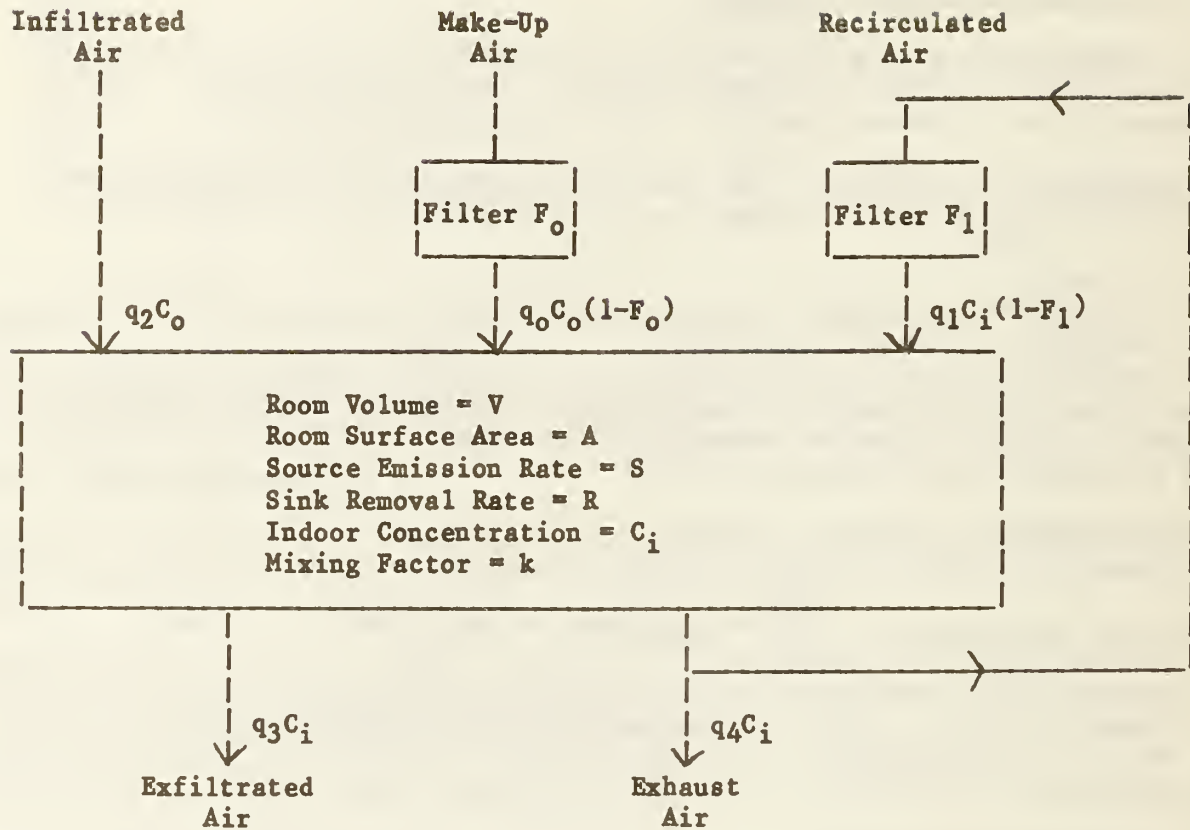 Infiltrated
Air
Make-Up
Air
Recirculated
Air
Filter F₀
Filter F₁
q₂C₀
q₀C₀(1-F₀)
q₁Cᵢ(1-F₁)
Room Volume = V
Room Surface Area = A
Source Emission Rate = S
Sink Removal Rate = R
Indoor Concentration = Cᵢ
Mixing Factor = k
q₃Cᵢ
q₄Cᵢ
Exfiltrated
Air
Exhaust
Air